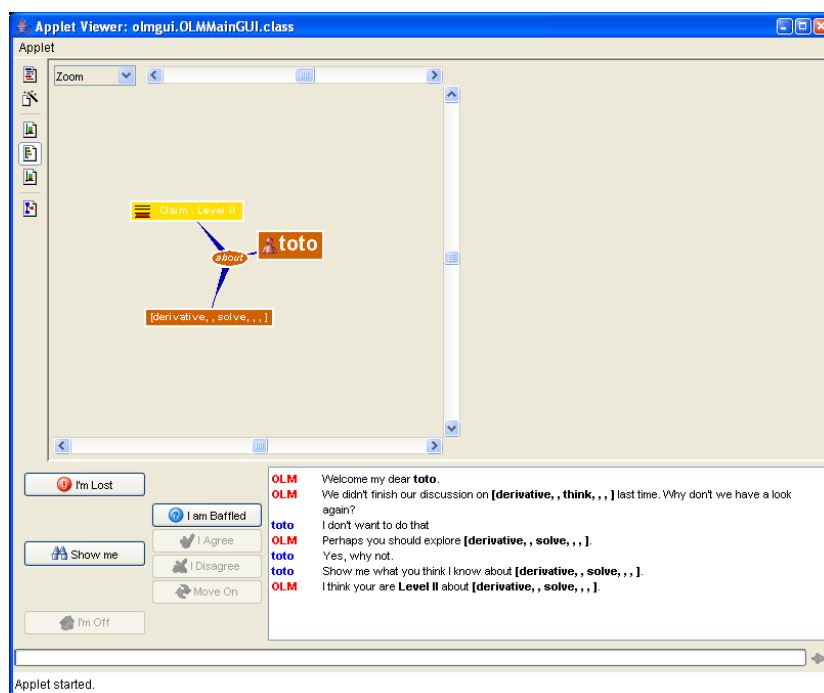 Applet Viewer: olmgui.OLMMainGUI.class
Applet
Zoom
Claim : Level II
toto
about
[derivative, , solve, , , ]
I'm Lost
I am Baffled
I Agree
Show me
I Disagree
Move On
I'm Off
OLM Welcome my dear toto.
OLM We didn't finish our discussion on [derivative, , think, , , ] last time. Why don't we have a look
again?
toto I don't want to do that
OLM Perhaps you should explore [derivative, , solve, , , ].
toto Yes, why not.
toto Show me what you think I know about [derivative, , solve, , , ].
OLM I think your are Level II about [derivative, , solve, , , ].
Applet started.